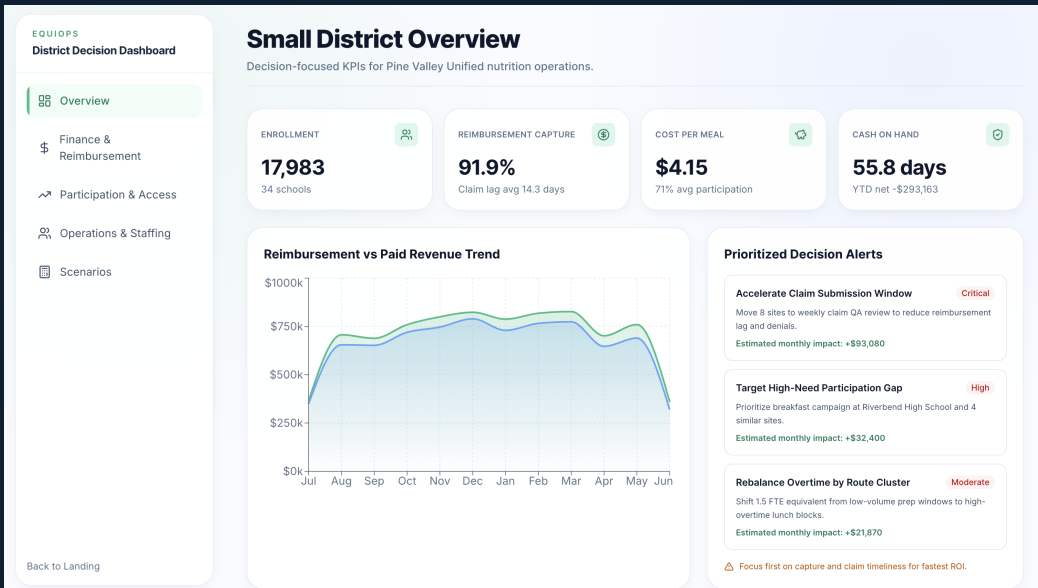 EQUIOPS
District Decision Dashboard
Overview
Finance &
Reimbursement
Participation & Access
Operations & Staffing
Scenarios
Back to Landing
Small District Overview
Decision-focused KPIs for Pine Valley Unified nutrition operations.
ENROLLMENT
17,983
34 schools
REIMBURSEMENT CAPTURE
91.9%
Claim lag avg 14.3 days
COST PER MEAL
$4.15
71% avg participation
CASH ON HAND
55.8 days
YTD net -$293,163
Reimbursement vs Paid Revenue Trend
$1000k
$750k
$500k
$250k
$0k
Jul Aug Sep Oct Nov Dec Jan Feb Mar Apr May Jun
Prioritized Decision Alerts
Accelerate Claim Submission Window Critical
Move 8 sites to weekly claim QA review to reduce reimbursement
lag and denials.
Estimated monthly impact: +$93,080
Target High-Need Participation Gap High
Prioritize breakfast campaign at Riverbend High School and 4
similar sites.
Estimated monthly impact: +$32,400
Rebalance Overtime by Route Cluster Moderate
Shift 1.5 FTE equivalent from low-volume prep windows to high-
overtime lunch blocks.
Estimated monthly impact: +$21,870
Focus first on capture and claim timeliness for fastest ROI.